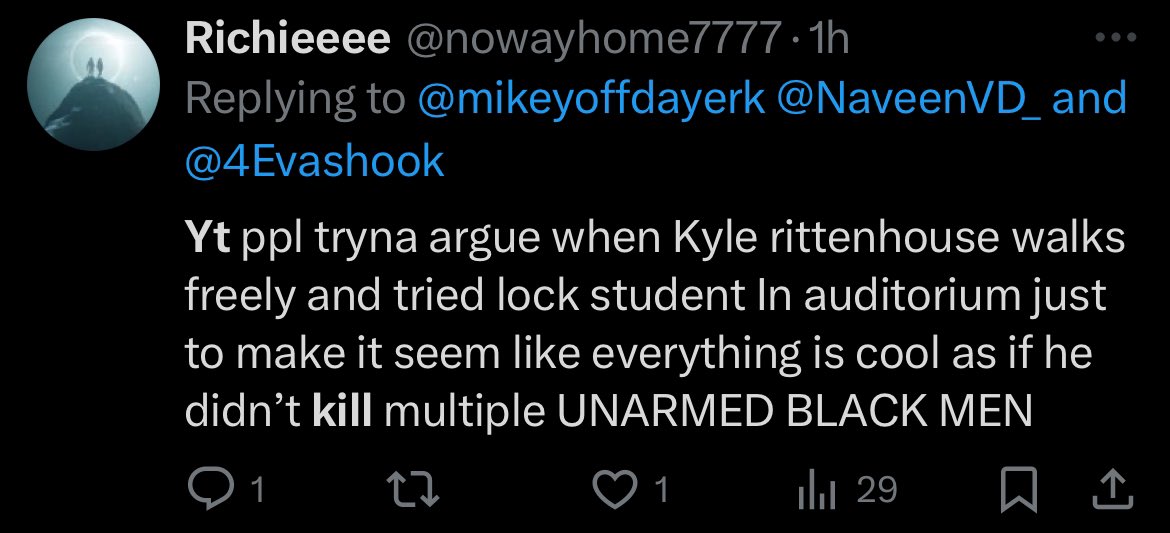 Richieeee @nowayhome7777 · 1h
Replying to @mikeyoffdayerk @NaveenVD_ and
@4Evashook
Yt ppl tryna argue when Kyle rittenhouse walks
freely and tried lock student In auditorium just
to make it seem like everything is cool as if he
didn’t kill multiple UNARMED BLACK MEN
1 1 29